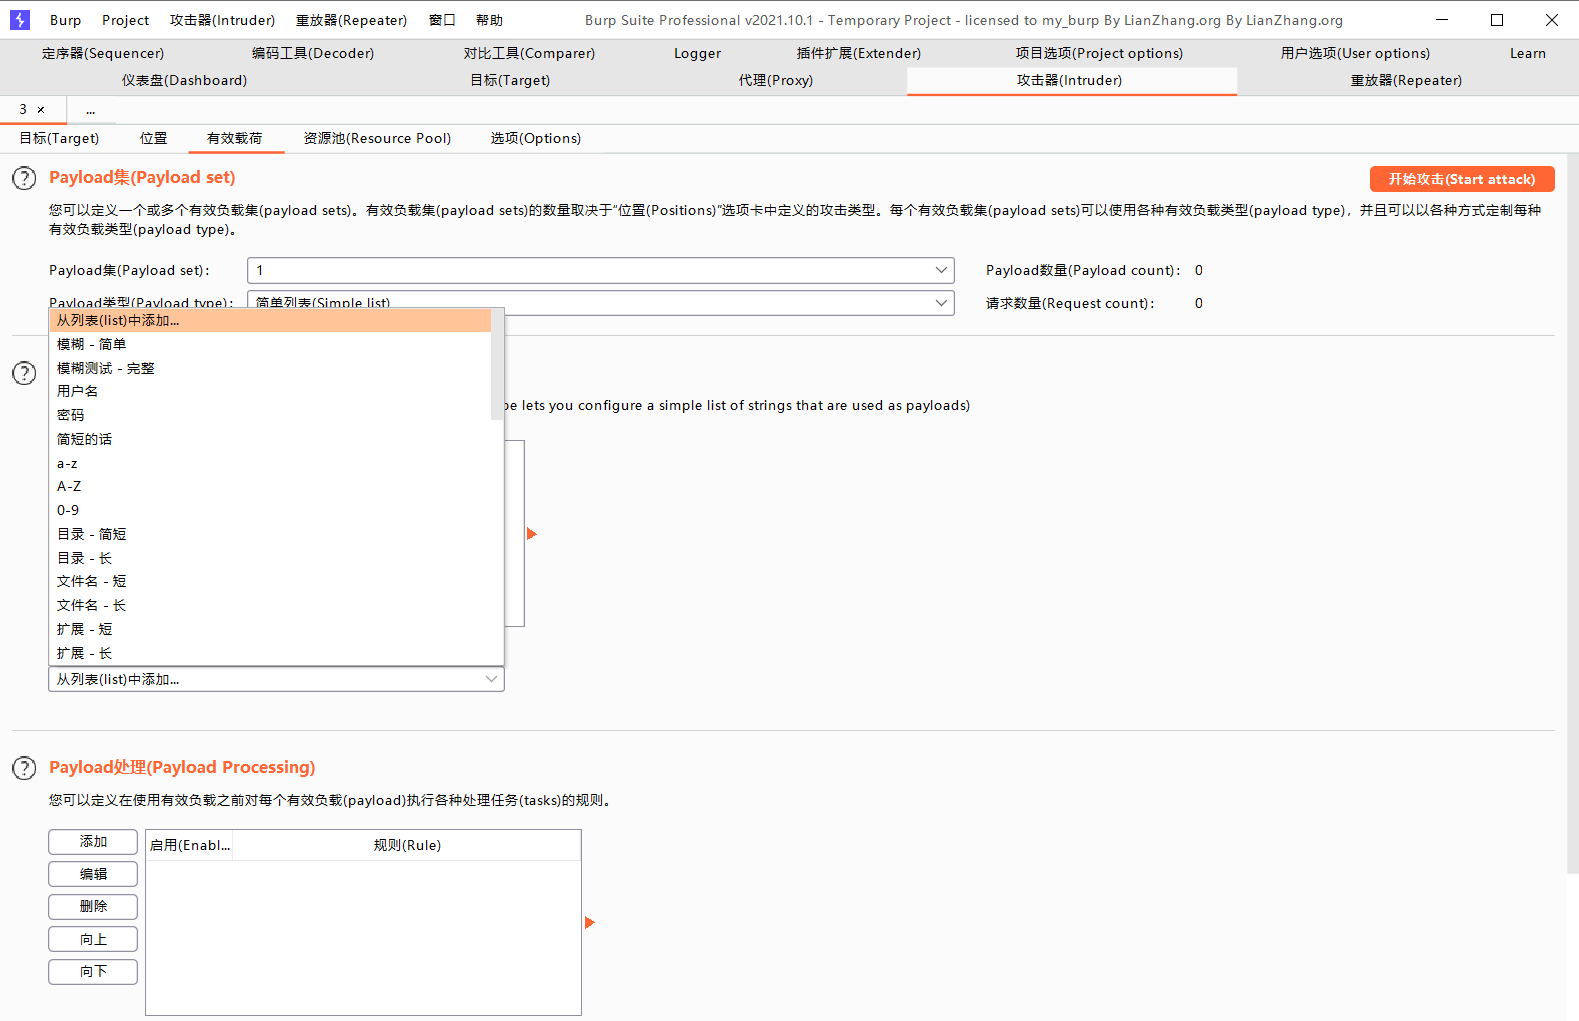 Burp Project 攻击器(Intruder) 重放器(Repeater) 窗口 帮助 Burp Suite Professional v2021.10.1 - Temporary Project - licensed to my_burp By LianZhang.org By LianZhang.org
定序器(Sequencer) 编码工具(Decoder) 对比工具(Comparer) Logger 插件扩展(Extender) 项目选项(Project options) 用户选项(User options) Learn
仪表盘(Dashboard) 目标(Target) 代理(Proxy) 攻击器(Intruder) 重放器(Repeater)
3 × ...
目标(Target) 位置 有效载荷 资源池(Resource Pool) 选项(Options)
? Payload集(Payload set) 开始攻击(Start attack)
您可以定义一个或多个有效负载集(payload sets)。有效负载集(payload sets)的数量取决于“位置(Positions)”选项卡中定义的攻击类型。每个有效负载集(payload sets)可以使用各种有效负载类型(payload type)，并且可以以各种方式定制每种
有效负载类型(payload type)。
Payload集(Payload set)： 1 Payload数量(Payload count)： 0
Payload类型(Payload type)： 简单列表(Simple list) 请求数量(Request count)： 0
从列表(list)中添加...
模糊 - 简单
?
模糊测试 - 完整
用户名
pe lets you configure a simple list of strings that are used as payloads)
密码
简短的话
a-z
A-Z
0-9
目录 - 简短
目录 - 长
文件名 - 短
文件名 - 长
扩展 - 短
扩展 - 长
从列表(list)中添加...
? Payload处理(Payload Processing)
您可以定义在使用有效负载之前对每个有效负载(payload)执行各种处理任务(tasks)的规则。
添加 启用(Enabl... 规则(Rule)
编辑
删除
向上
向下